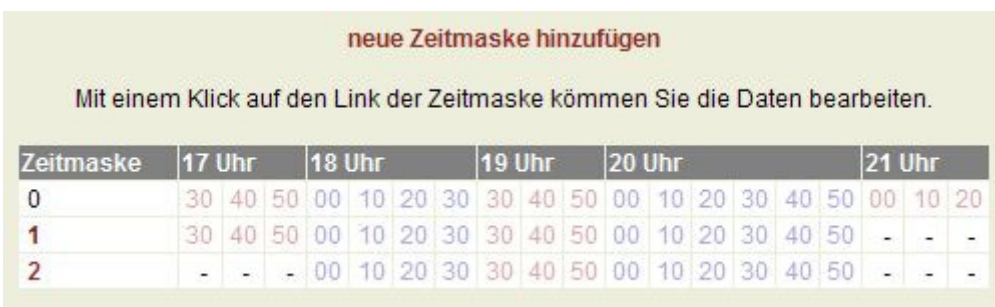 neue Zeitmaske hinzufügen
Mit einem Klick auf den Link der Zeitmaske kömmen Sie die Daten bearbeiten.
Zeitmaske 17 Uhr 18 Uhr 19 Uhr 20 Uhr 21 Uhr
0 30 40 50 00 10 20 30 30 40 50 00 10 20 30 40 50 00 10 20
1 30 40 50 00 10 20 30 30 40 50 00 10 20 30 40 50 - - -
2 - - - 00 10 20 30 30 40 50 00 10 20 30 40 50 - - -